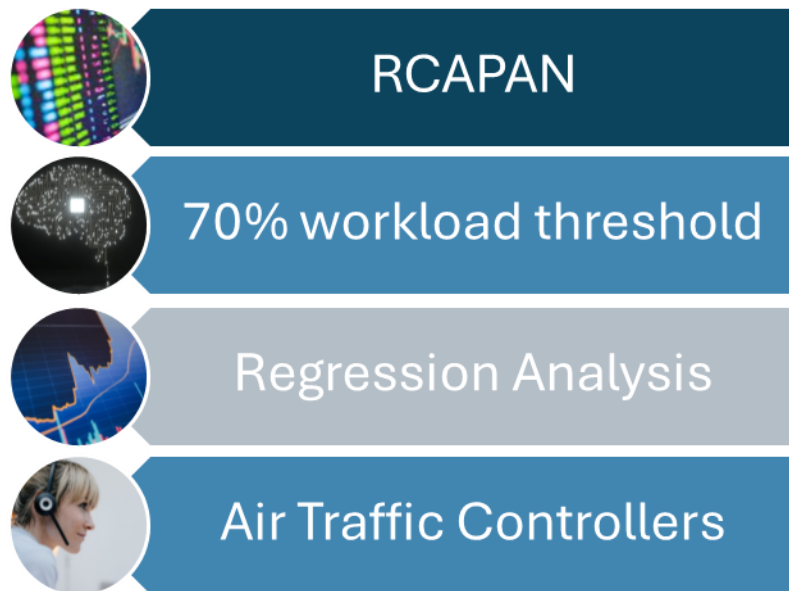 RCAPAN
70% workload threshold
Regression Analysis
Air Traffic Controllers